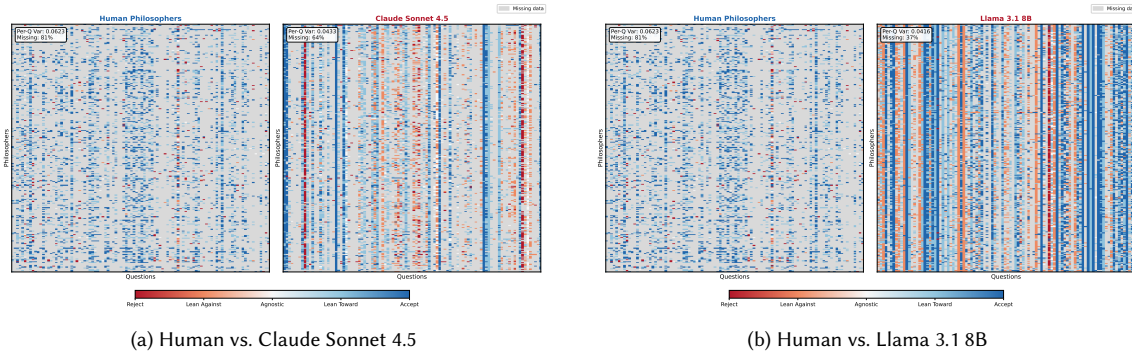 Missing data
Human Philosophers
Claude Sonnet 4.5
Per-Q Var: 0.0623
Missing: 81%
Per-Q Var: 0.0433
Missing: 64%
Philosophers
Philosophers
Questions
Questions
Reject
Lean Against
Agnostic
Lean Toward
Accept
(a) Human vs. Claude Sonnet 4.5
Missing data
Human Philosophers
Llama 3.1 8B
Per-Q Var: 0.0623
Missing: 81%
Per-Q Var: 0.0416
Missing: 37%
Philosophers
Philosophers
Questions
Questions
Reject
Lean Against
Agnostic
Lean Toward
Accept
(b) Human vs. Llama 3.1 8B